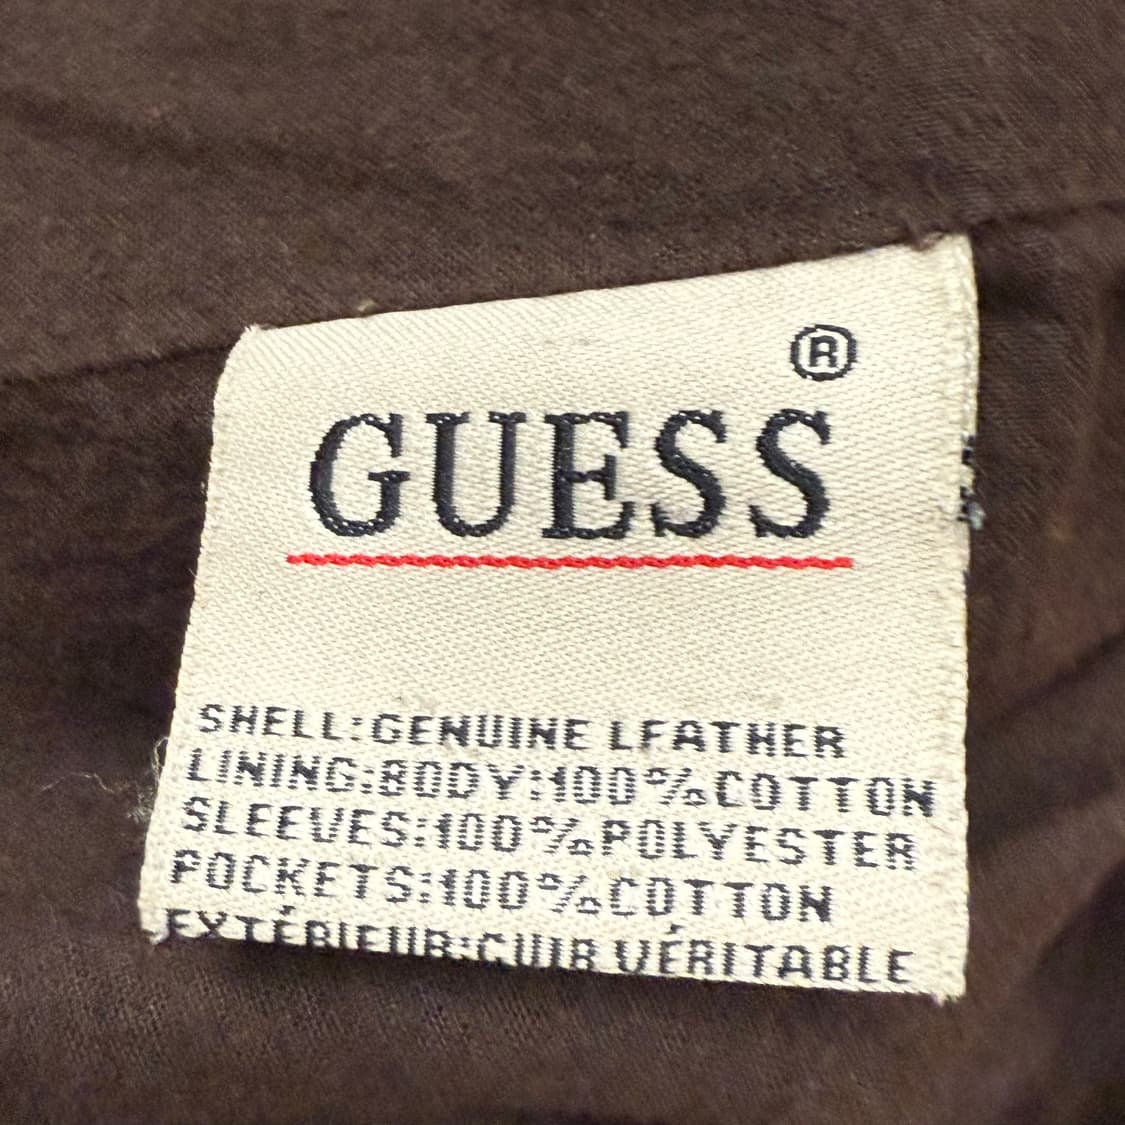 ®
GUESS
SHELL:GENUINE LEATHER
LINING:BODY:100%COTTON
SLEEVES:100%POLYESTER
POCKETS:100%COTTON
EXTÉRIEUR:CUIR VÉRITABLE